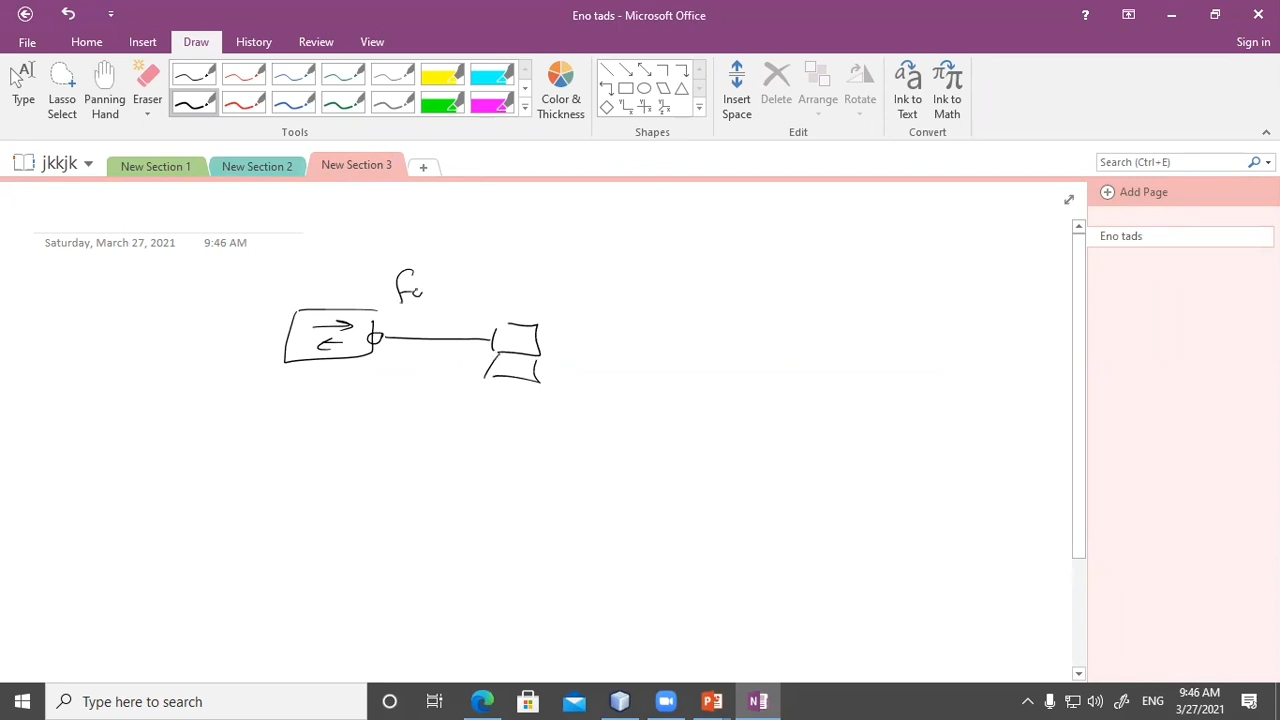 Eno tads - Microsoft Office
?
File Home Insert Draw History Review View Sign in
Type
Lasso Select
Panning Hand
Eraser
Color & Thickness
Insert Space
Delete
Arrange
Rotate
Ink to Text
Ink to Math
Tools Shapes Edit Convert
jkkjk New Section 1 New Section 2 New Section 3 Search (Ctrl+E)
Add Page
Eno tads
Saturday, March 27, 2021 9:46 AM
Type here to search
ENG
9:46 AM
3/27/2021